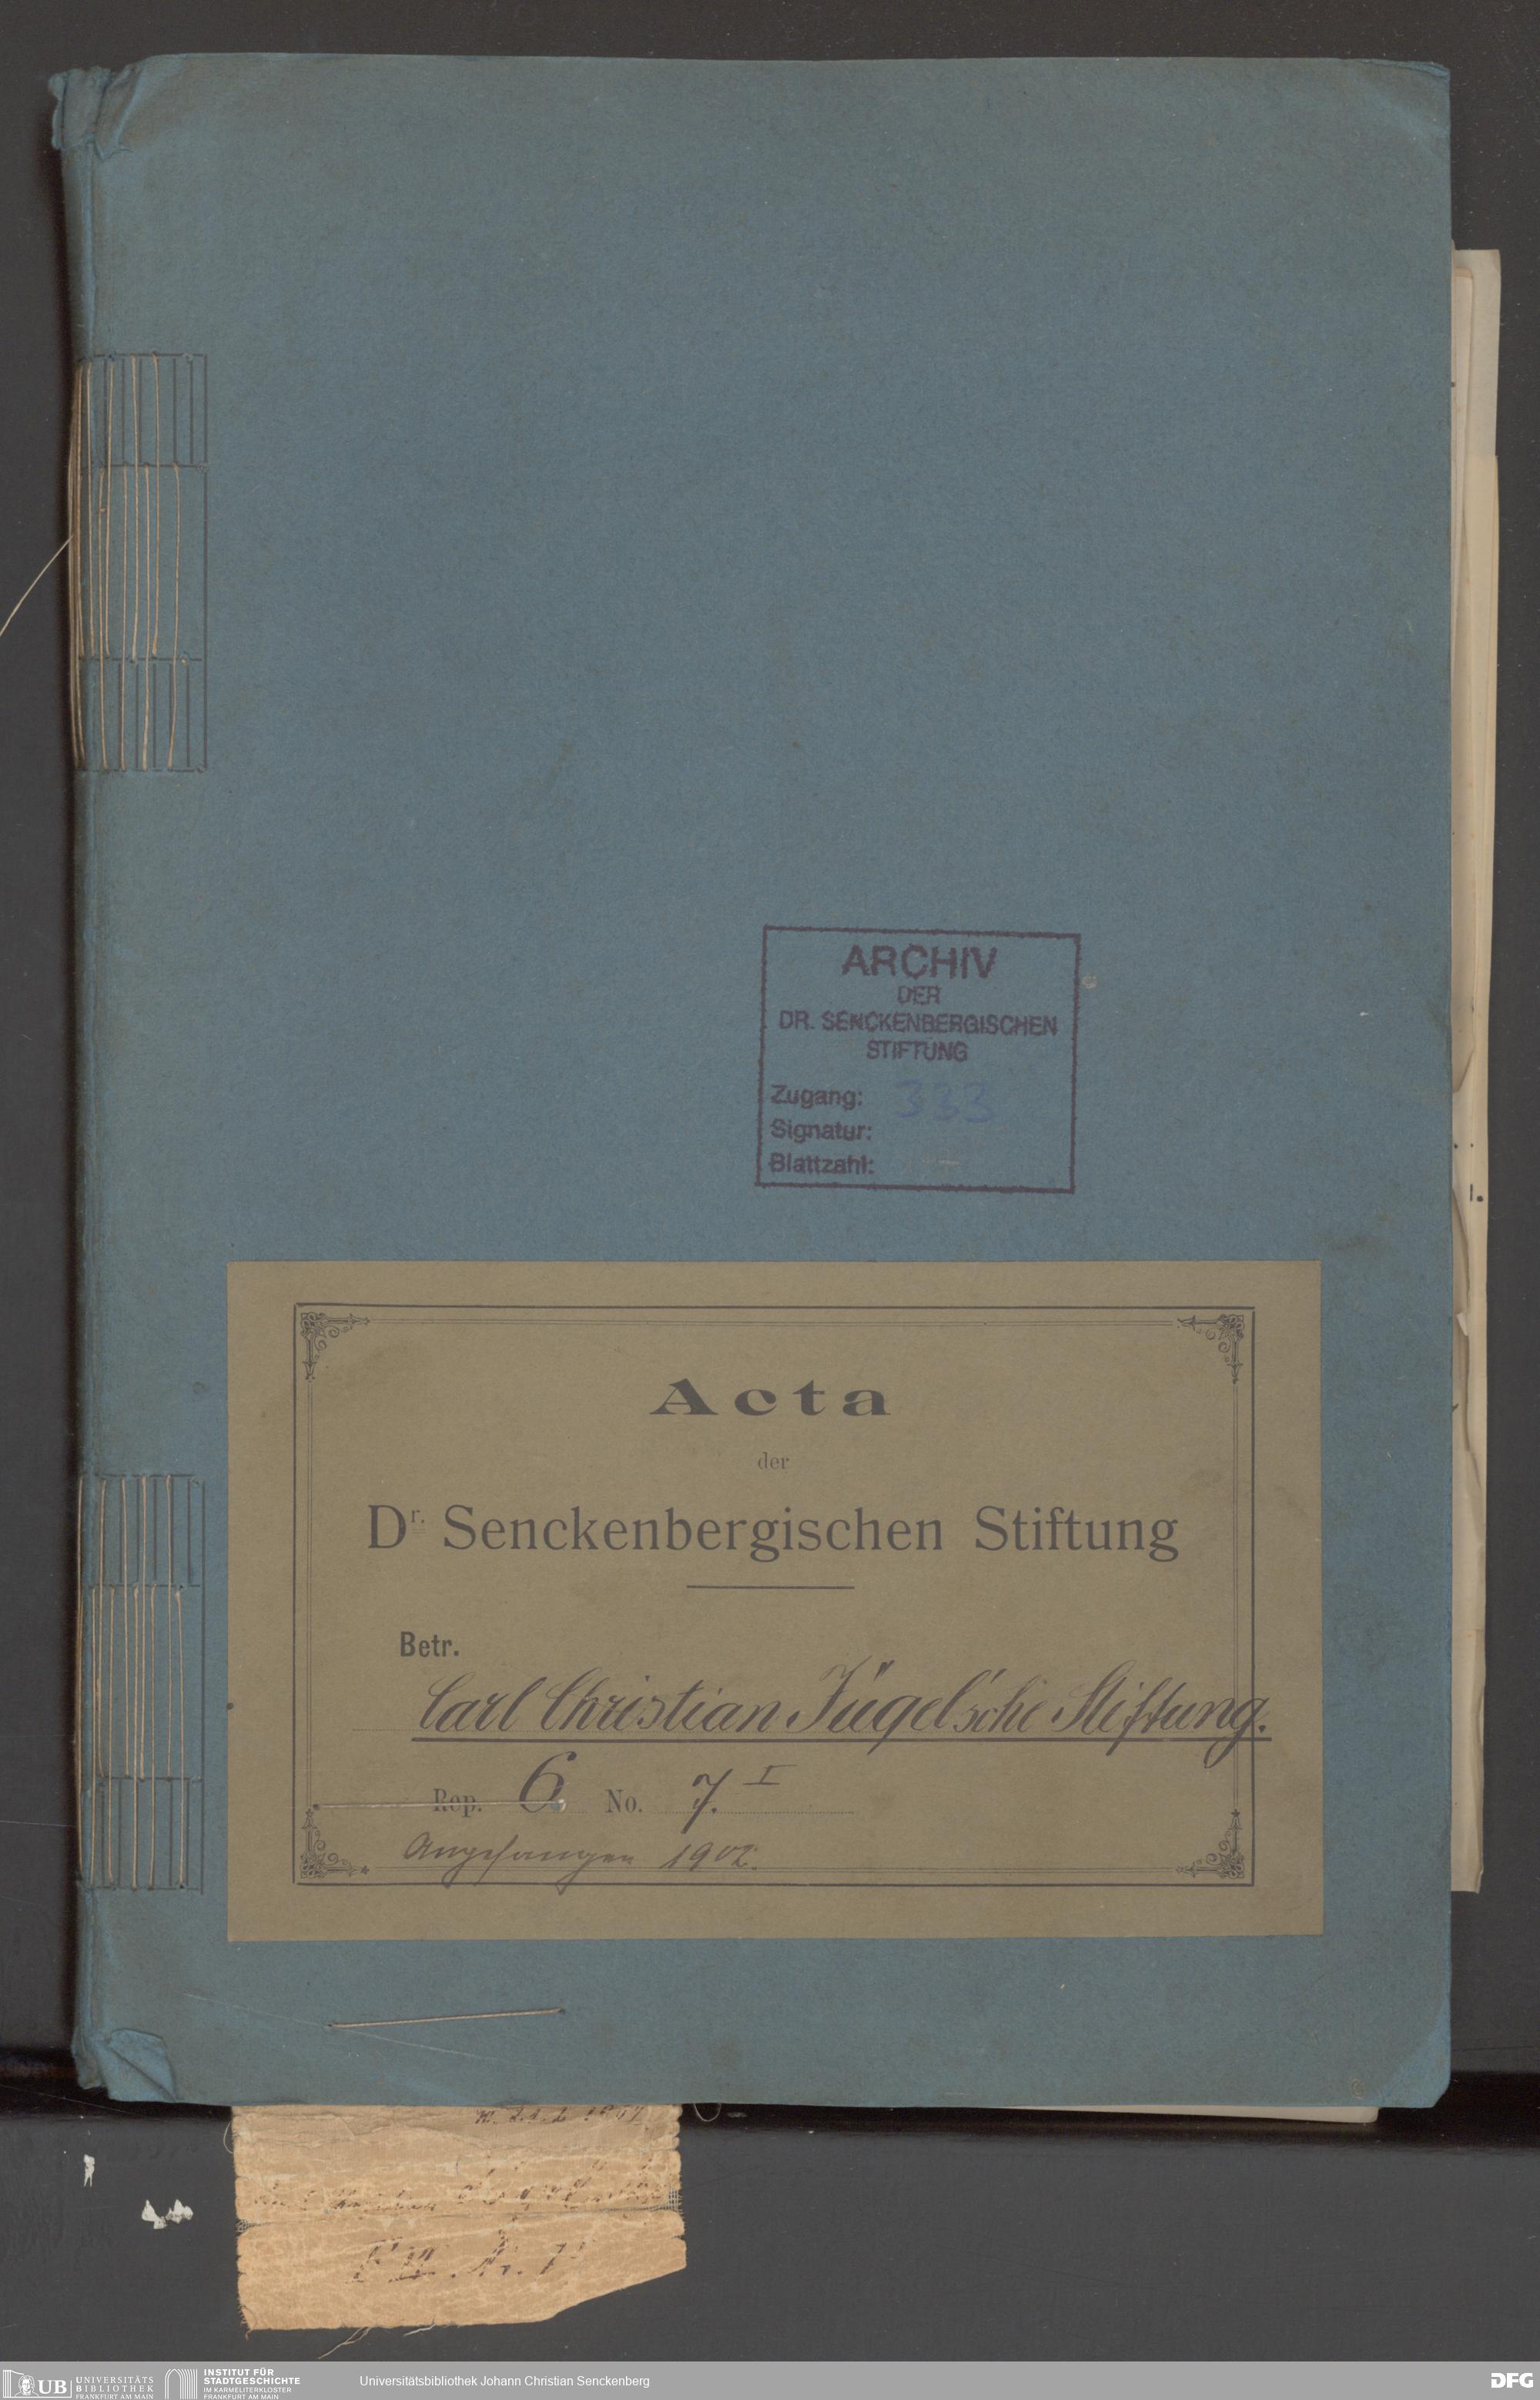 ARCHIV
DER
DR. SENCKENBERGISCHEN
STIFTUNG
Zugang: 333
Signatur:
Blattzahl:
Acta
der
Dr. Senckenbergischen Stiftung
Betr.
Carl Christian Jügel'sche Stiftung.
Rep. 6. No. 7. I
Angefangen 1902.
UB UNIVERSITÄTS
BIBLIOTHEK
FRANKFURT AM MAIN
INSTITUT FÜR
STADTGESCHICHTE
IM KARMELITERKLOSTER
FRANKFURT AM MAIN
Universitätsbibliothek Johann Christian Senckenberg
DFG